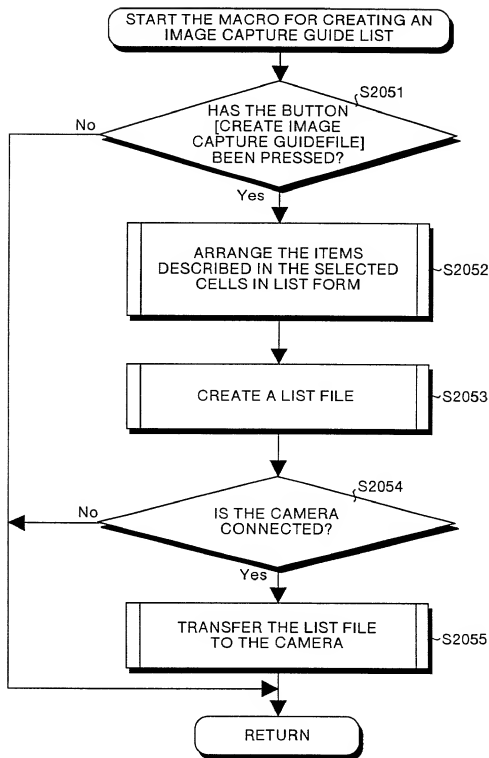 START THE MACRO FOR CREATING AN
IMAGE CAPTURE GUIDE LIST
S2051
HAS THE BUTTON
[CREATE IMAGE
CAPTURE GUIDEFILE]
BEEN PRESSED?
No
Yes
ARRANGE THE ITEMS
DESCRIBED IN THE SELECTED
CELLS IN LIST FORM
S2052
CREATE A LIST FILE
S2053
S2054
IS THE CAMERA
CONNECTED?
No
Yes
TRANSFER THE LIST FILE
TO THE CAMERA
S2055
RETURN